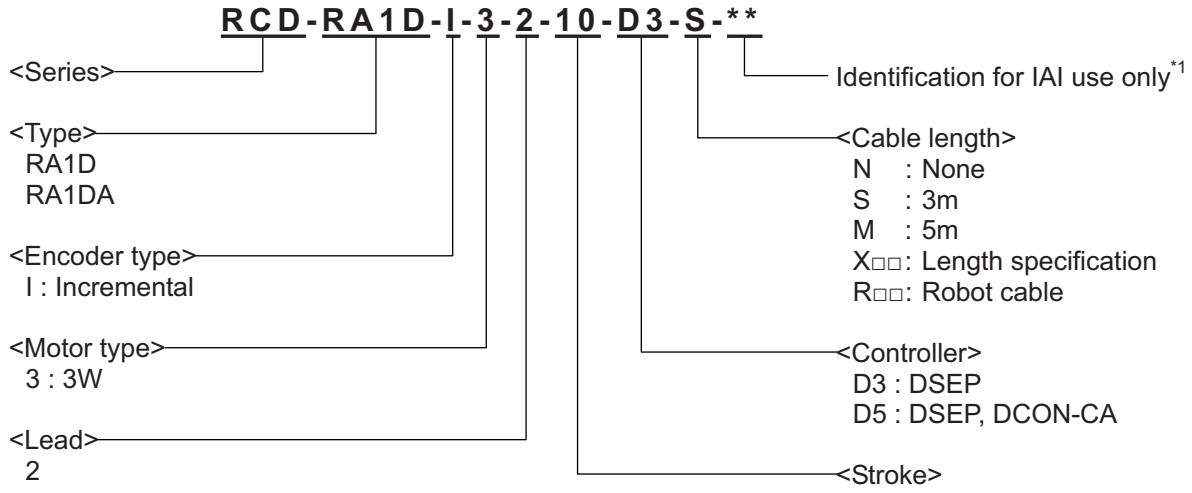 RCD-RA1D-I-3-2-10-D3-S-**
<Series>
<Type>
RA1D
RA1DA
<Encoder type>
I : Incremental
<Motor type>
3 : 3W
<Lead>
2
Identification for IAI use only*1
<Cable length>
N : None
S : 3m
M : 5m
X□□: Length specification
R□□: Robot cable
<Controller>
D3 : DSEP
D5 : DSEP, DCON-CA
<Stroke>